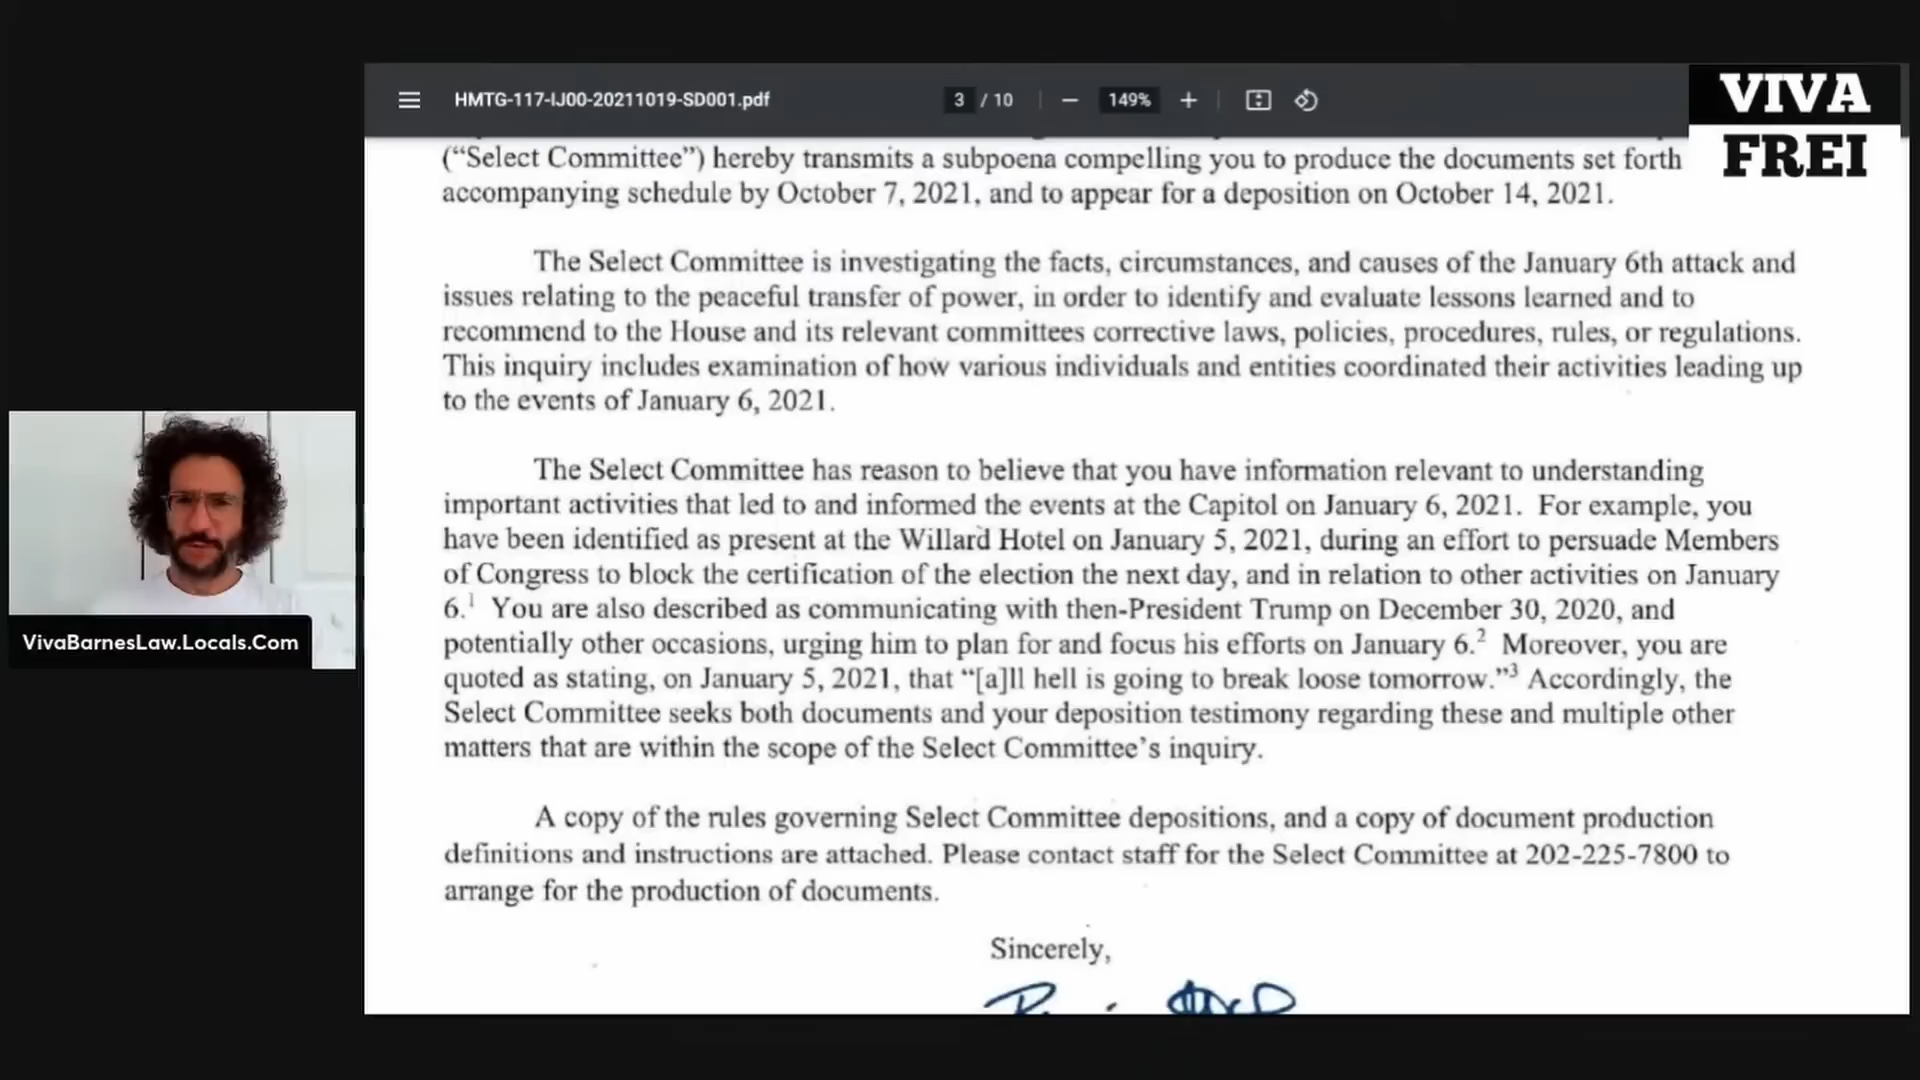 HMTG-117-IJ00-20211019-SD001.pdf
3 / 10
149%
VIVA
FREI
(“Select Committee”) hereby transmits a subpoena compelling you to produce the documents set forth
accompanying schedule by October 7, 2021, and to appear for a deposition on October 14, 2021.
The Select Committee is investigating the facts, circumstances, and causes of the January 6th attack and
issues relating to the peaceful transfer of power, in order to identify and evaluate lessons learned and to
recommend to the House and its relevant committees corrective laws, policies, procedures, rules, or regulations.
This inquiry includes examination of how various individuals and entities coordinated their activities leading up
to the events of January 6, 2021.
The Select Committee has reason to believe that you have information relevant to understanding
important activities that led to and informed the events at the Capitol on January 6, 2021. For example, you
have been identified as present at the Willard Hotel on January 5, 2021, during an effort to persuade Members
of Congress to block the certification of the election the next day, and in relation to other activities on January
6.¹ You are also described as communicating with then-President Trump on December 30, 2020, and
potentially other occasions, urging him to plan for and focus his efforts on January 6.² Moreover, you are
quoted as stating, on January 5, 2021, that “[a]ll hell is going to break loose tomorrow.”³ Accordingly, the
Select Committee seeks both documents and your deposition testimony regarding these and multiple other
matters that are within the scope of the Select Committee’s inquiry.
A copy of the rules governing Select Committee depositions, and a copy of document production
definitions and instructions are attached. Please contact staff for the Select Committee at 202-225-7800 to
arrange for the production of documents.
Sincerely,
VivaBarnesLaw.Locals.Com